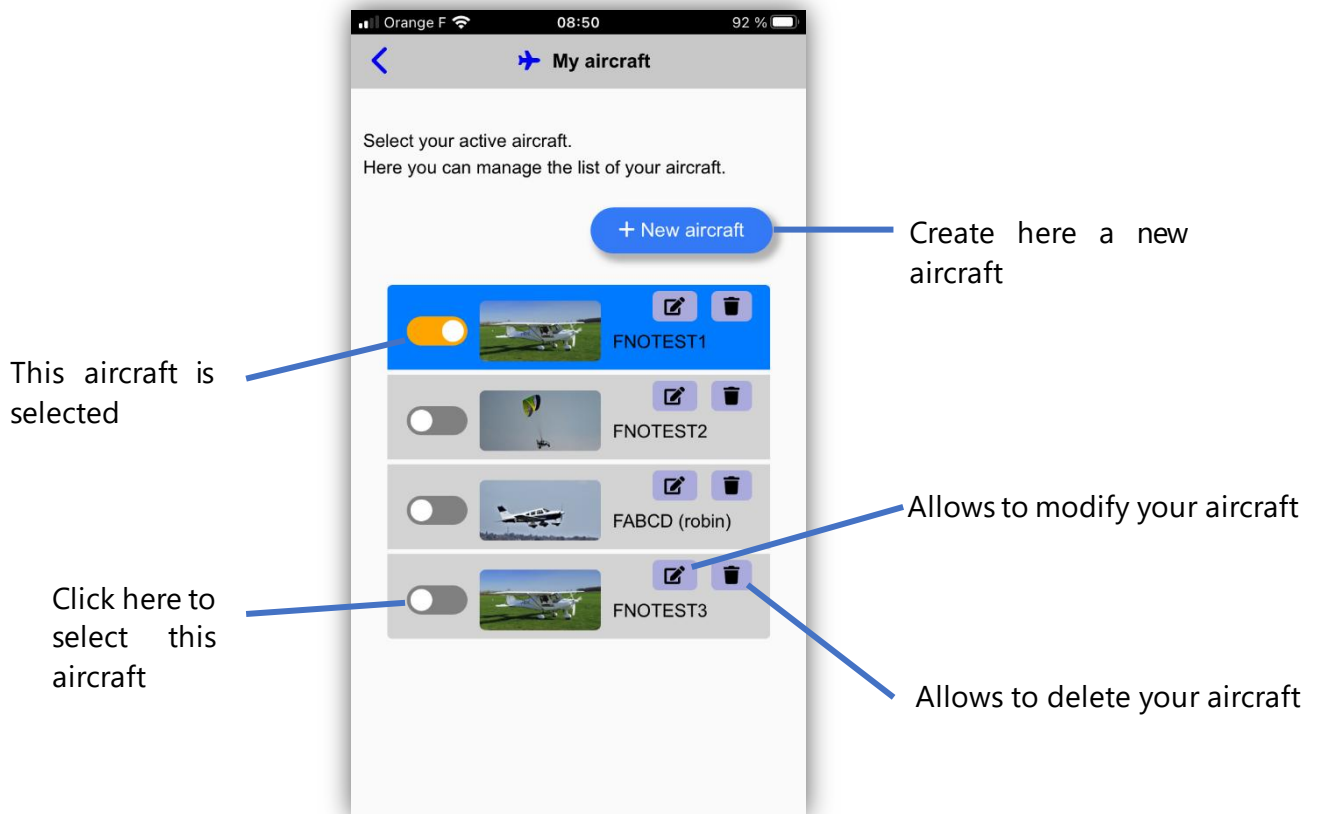 Orange F 08:50 92 %
My aircraft
Select your active aircraft.
Here you can manage the list of your aircraft.
+ New aircraft
Create here a new
aircraft
FNOTEST1
This aircraft is
selected
FNOTEST2
FABCD (robin)
Allows to modify your aircraft
FNOTEST3
Click here to
select this
aircraft
Allows to delete your aircraft